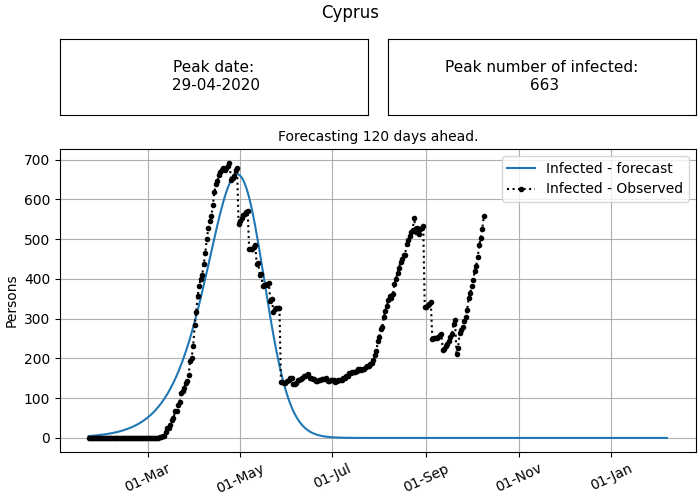 Cyprus
Peak date:
29-04-2020
Peak number of infected:
663
Forecasting 120 days ahead.
Infected - forecast
Infected - Observed
Persons
700
600
500
400
300
200
100
0
01-Mar
01-May
01-Jul
01-Sep
01-Nov
01-Jan